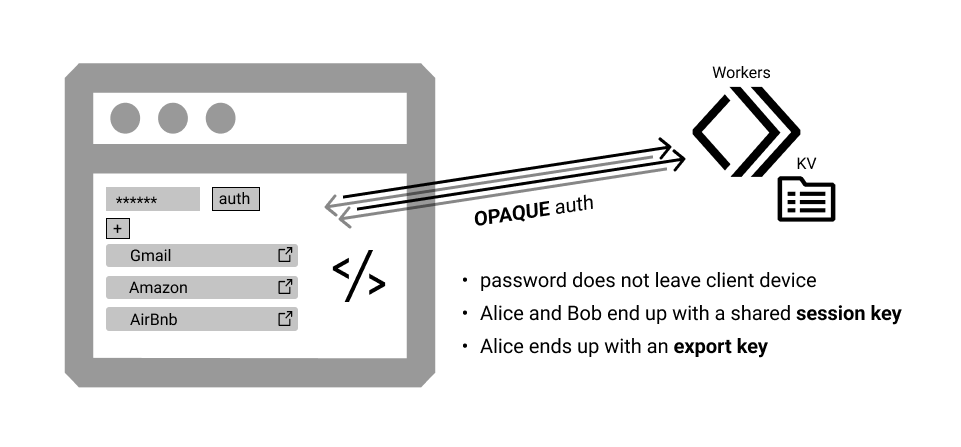 Workers
KV
******
auth
+
Gmail
Amazon
AirBnb
</>
OPAQUE auth
• password does not leave client device
• Alice and Bob end up with a shared session key
• Alice ends up with an export key